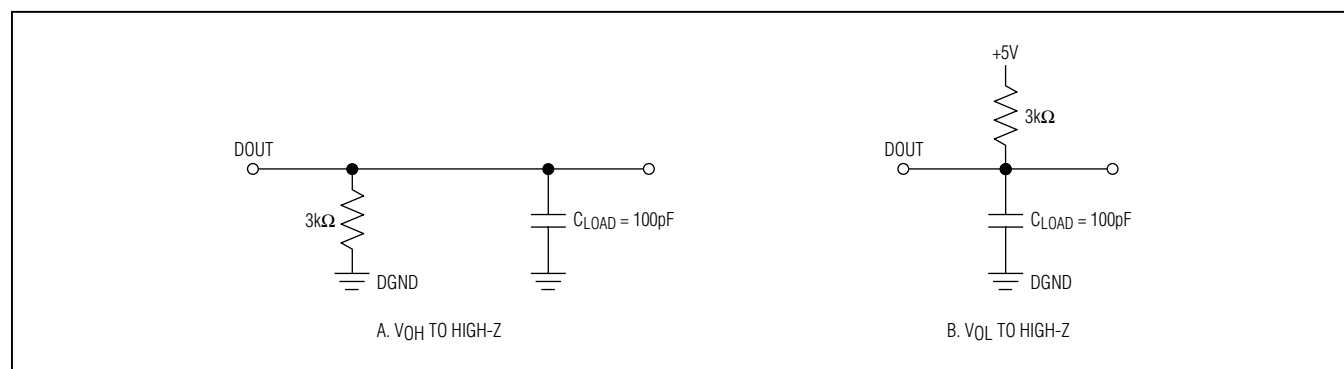 DOUT
3kΩ
CLOAD = 100pF
DGND
A. VOH TO HIGH-Z
+5V
3kΩ
DOUT
CLOAD = 100pF
DGND
B. VOL TO HIGH-Z